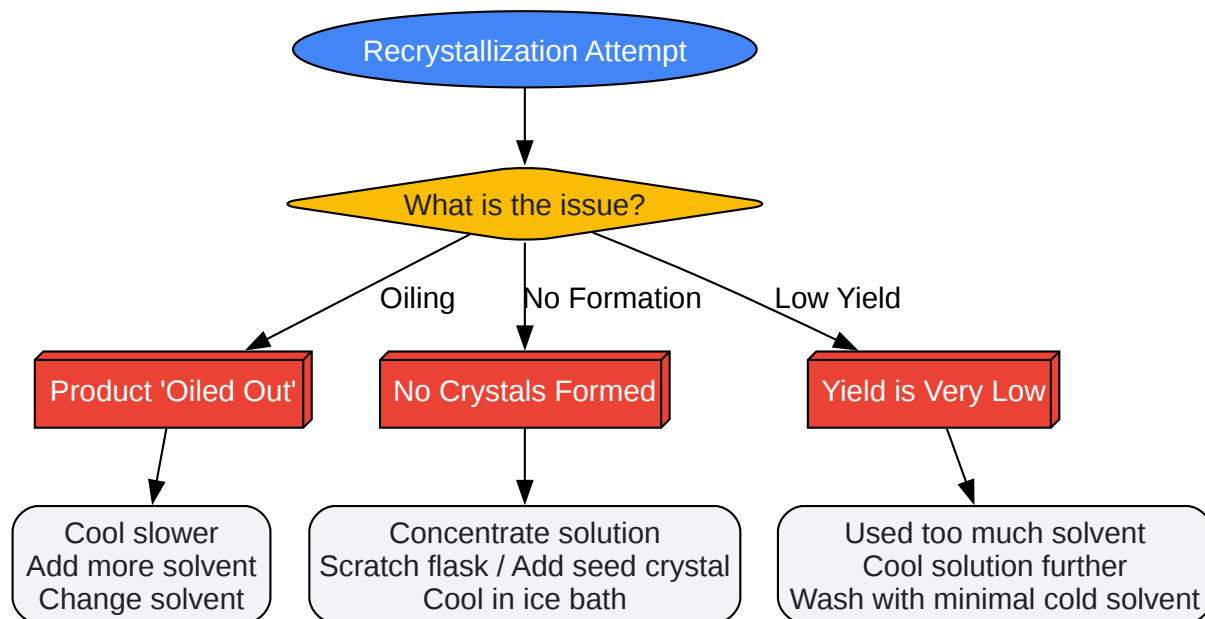 Recrystallization Attempt
What is the issue?
Oiling
No Formation
Low Yield
Product 'Oiled Out'
No Crystals Formed
Yield is Very Low
Cool slower
Add more solvent
Change solvent
Concentrate solution
Scratch flask / Add seed crystal
Cool in ice bath
Used too much solvent
Cool solution further
Wash with minimal cold solvent